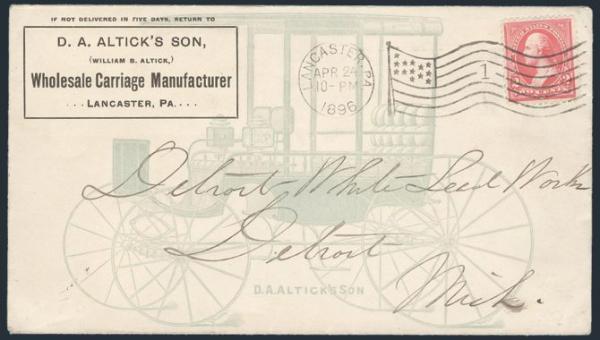 IF NOT DELIVERED IN FIVE DAYS, RETURN TO
D. A. ALTICK'S SON,
(WILLIAM B. ALTICK,)
Wholesale Carriage Manufacturer
...LANCASTER, PA....
LANCASTER, PA.
APR 24
10-PM
1896
1
Detroit White Lead Works
Detroit
Mich.
D.A.ALTICK'S SON